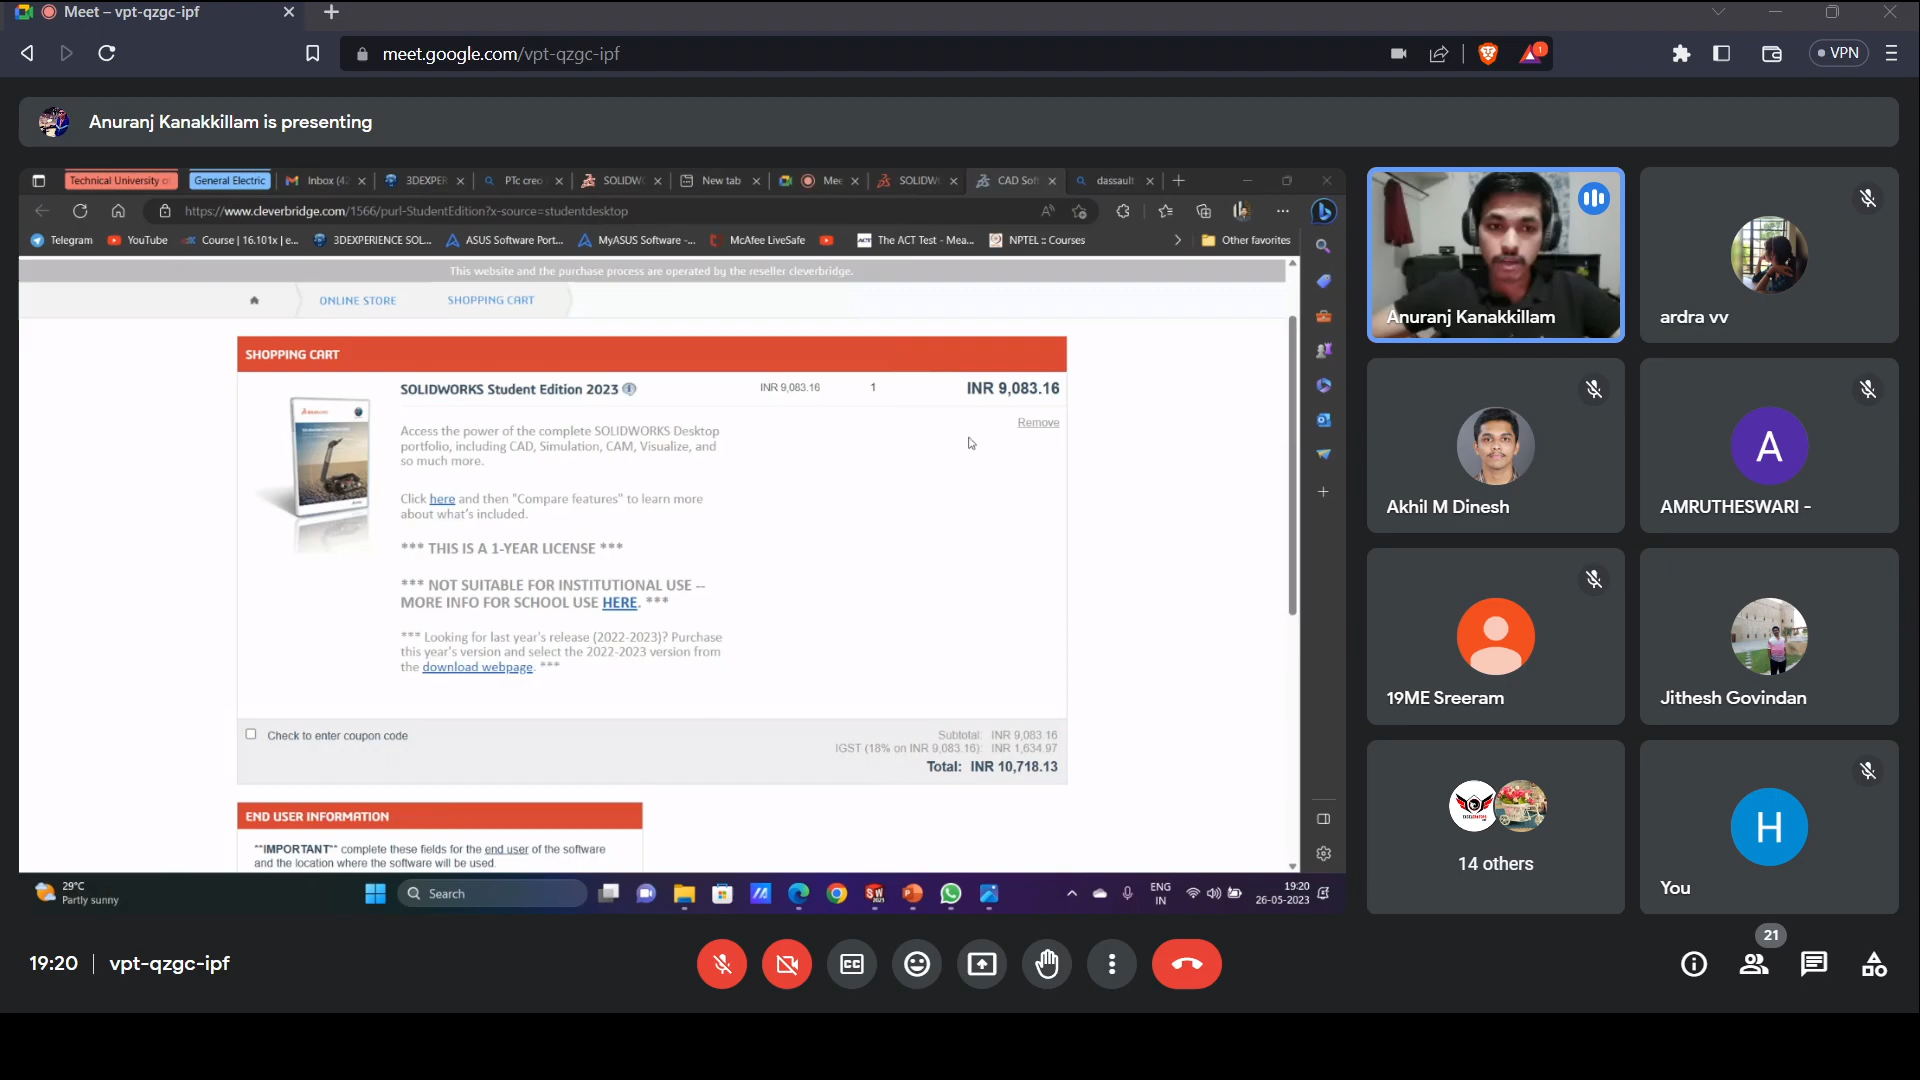 Meet – vpt-qzgc-ipf
meet.google.com/vpt-qzgc-ipf
1
VPN
Anuranj Kanakkillam is presenting
Technical University o
General Electric
Inbox (42
3DEXPER
PTc creo
SOLIDW
New tab
Mee
SOLIDW
CAD Soft
dassault
https://www.cleverbridge.com/1566/purl-StudentEdition?x-source=studentdesktop
Telegram
YouTube
Course | 16.101x | e...
3DEXPERIENCE SOL...
ASUS Software Port...
MyASUS Software -...
McAfee LiveSafe
The ACT Test - Mea...
NPTEL :: Courses
Other favorites
This website and the purchase process are operated by the reseller cleverbridge.
ONLINE STORE
SHOPPING CART
SHOPPING CART
SOLIDWORKS Student Edition 2023
INR 9,083.16
1
INR 9,083.16
Remove
Access the power of the complete SOLIDWORKS Desktop
portfolio, including CAD, Simulation, CAM, Visualize, and
so much more.
Click here and then "Compare features" to learn more
about what's included.
*** THIS IS A 1-YEAR LICENSE ***
*** NOT SUITABLE FOR INSTITUTIONAL USE --
MORE INFO FOR SCHOOL USE HERE. ***
*** Looking for last year's release (2022-2023)? Purchase
this year's version and select the 2022-2023 version from
the download webpage. ***
Check to enter coupon code
Subtotal: INR 9,083.16
IGST (18% on INR 9,083.16): INR 1,634.97
Total: INR 10,718.13
END USER INFORMATION
**IMPORTANT** complete these fields for the end user of the software
and the location where the software will be used.
29°C
Partly sunny
Search
ENG
IN
19:20
26-05-2023
Anuranj Kanakkillam
ardra vv
Akhil M Dinesh
A
AMRUTHESWARI -
19ME Sreeram
Jithesh Govindan
14 others
H
You
19:20 | vpt-qzgc-ipf
21